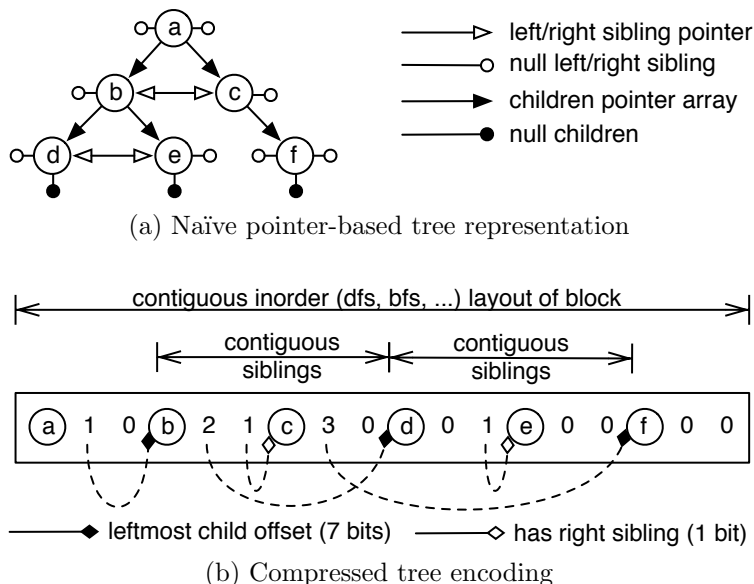 a
left/right sibling pointer
null left/right sibling
b
c
children pointer array
d
e
f
null children
(a) Naïve pointer-based tree representation
contiguous inorder (dfs, bfs, ...) layout of block
contiguous siblings
contiguous siblings
a 1 0 b 2 1 c 3 0 d 0 1 e 0 0 f 0 0
leftmost child offset (7 bits)
has right sibling (1 bit)
(b) Compressed tree encoding